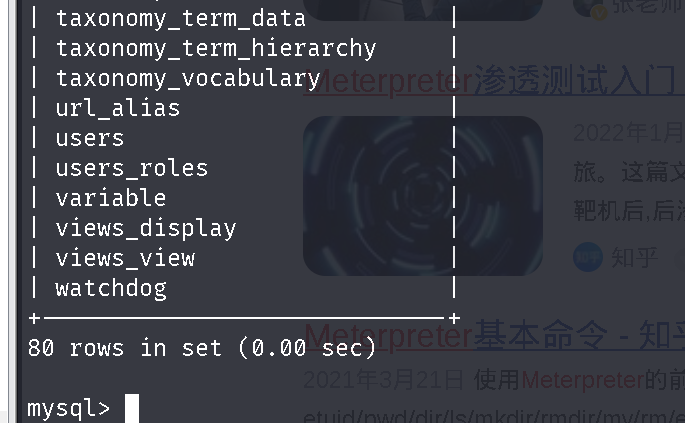 | taxonomy_term_data |
| taxonomy_term_hierarchy |
| taxonomy_vocabulary |
| url_alias |
| users |
| users_roles |
| variable |
| views_display |
| views_view |
| watchdog |
+-----------------------------+
80 rows in set (0.00 sec)
mysql>
张老师
Meterpreter渗透测试入门
2022年1月
旅。这篇文
靶机后,后渗
知乎
Meterpreter基本命令 - 知乎
2021年3月21日 使用Meterpreter的前
etuid/pwd/dir/ls/mkdir/rmdir/mv/rm/e